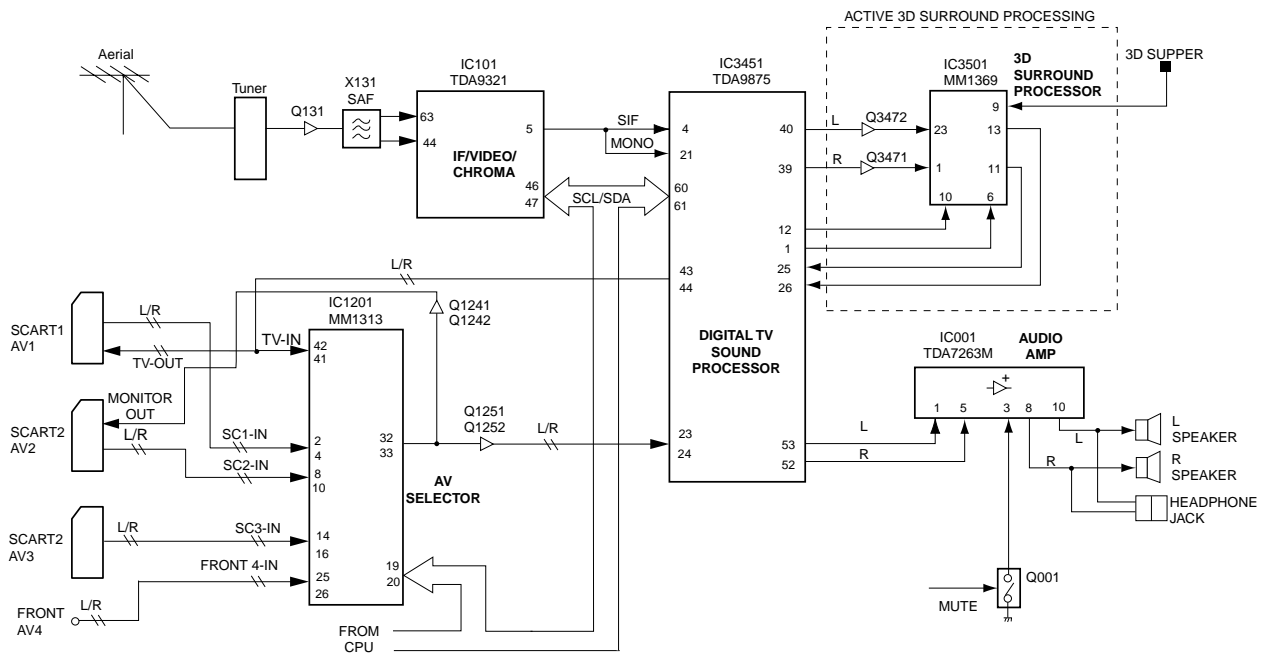 ACTIVE 3D SURROUND PROCESSING
Aerial
Tuner
Q131
X131
SAF
IC101
TDA9321
63
44
5
IF/VIDEO/
CHROMA
46
47
SIF
MONO
SCL/SDA
IC3451
TDA9875
4
21
60
61
43
44
23
24
40
39
12
1
25
26
53
52
DIGITAL TV
SOUND
PROCESSOR
L
Q3472
R
Q3471
IC3501
MM1369
3D
SURROUND
PROCESSOR
3D SUPPER
9
23
13
1
11
10
6
L/R
SCART1
AV1
L/R
TV-OUT
TV-IN
IC1201
MM1313
42
41
Q1241
Q1242
MONITOR
OUT
SCART2
AV2
L/R
SC1-IN
SC2-IN
2
4
8
10
32
33
Q1251
Q1252
L/R
AV
SELECTOR
SCART2
AV3
L/R
SC3-IN
14
16
FRONT 4-IN
25
26
19
20
FRONT
AV4
L/R
FROM
CPU
IC001
TDA7263M
AUDIO
AMP
+
1
5
3
8
10
L
R
L
R
L
SPEAKER
R
SPEAKER
HEADPHONE
JACK
Q001
MUTE